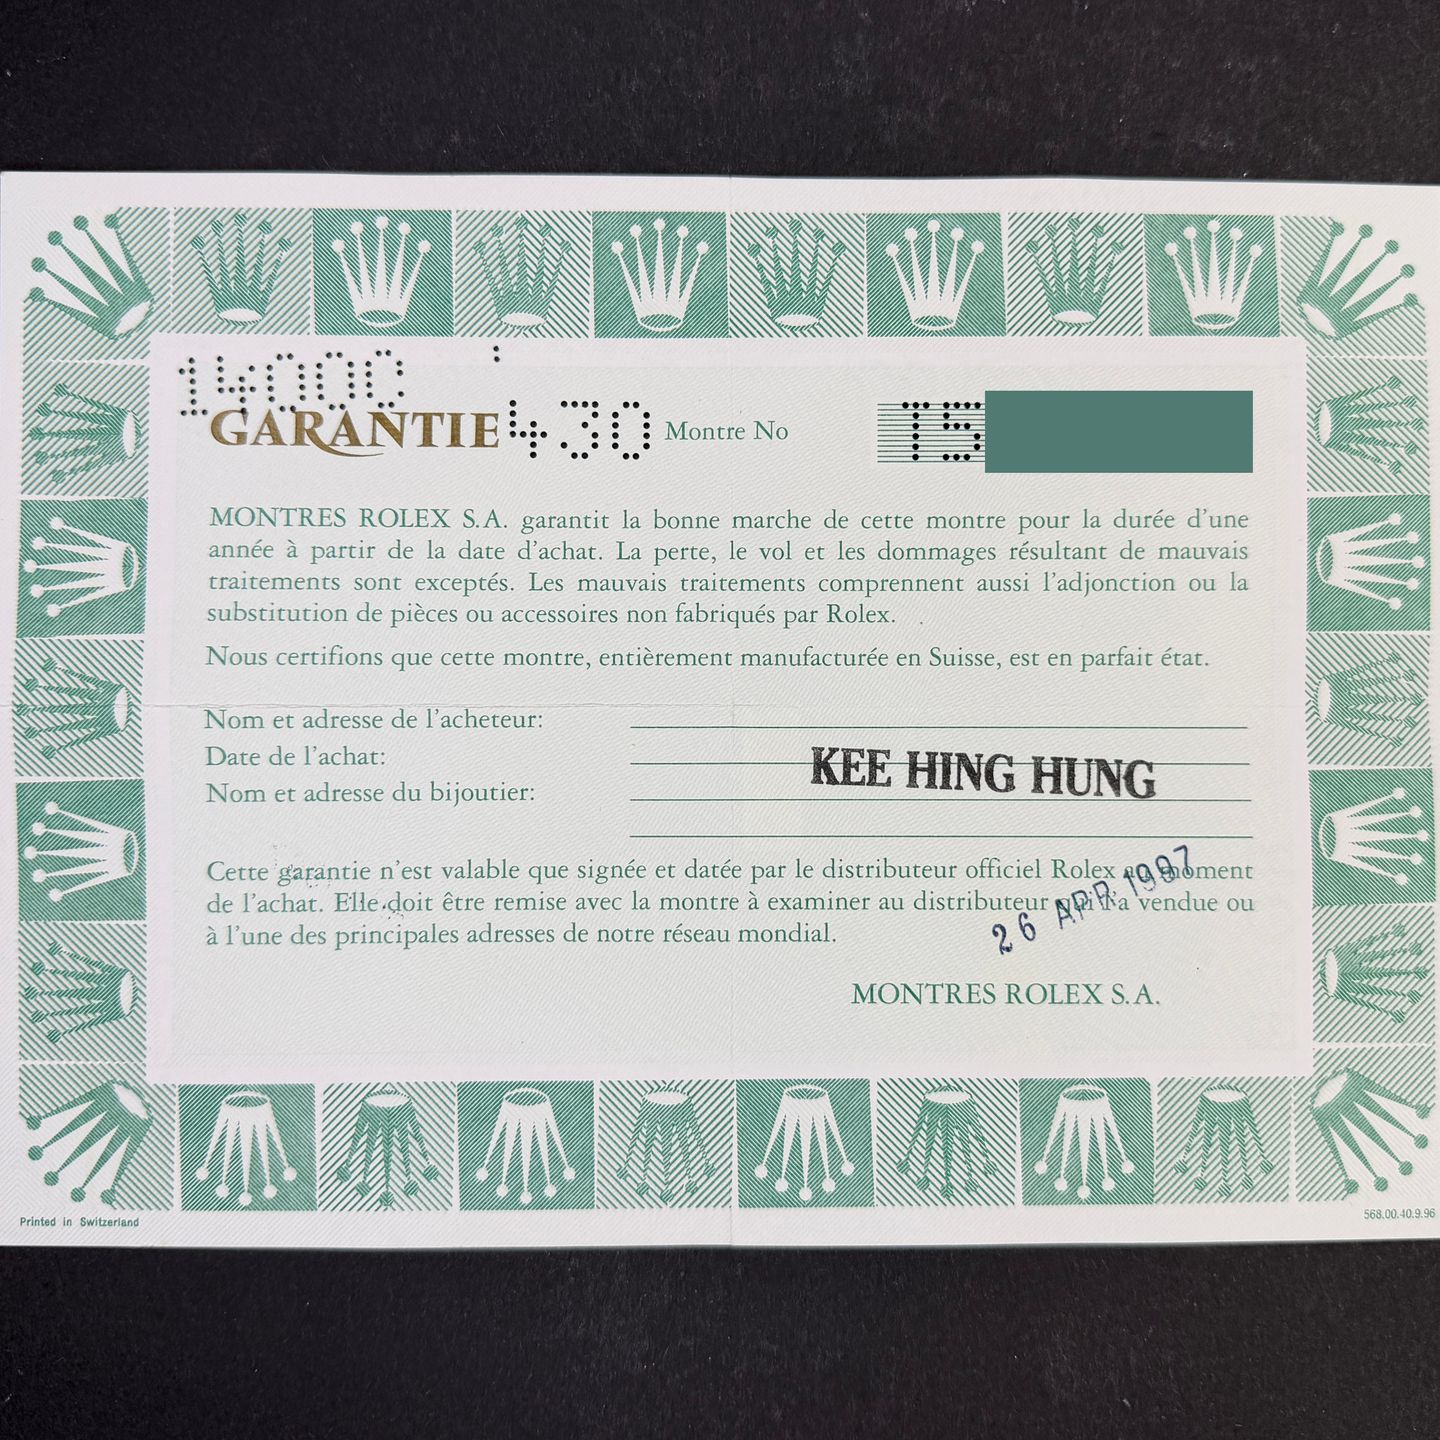 14000
GARANTIE 430 Montre No T5
MONTRES ROLEX S.A. garantit la bonne marche de cette montre pour la durée d'une
année à partir de la date d'achat. La perte, le vol et les dommages résultant de mauvais
traitements sont exceptés. Les mauvais traitements comprennent aussi l'adjonction ou la
substitution de pièces ou accessoires non fabriqués par Rolex.
Nous certifions que cette montre, entièrement manufacturée en Suisse, est en parfait état.
Nom et adresse de l'acheteur:
Date de l'achat:
KEE HING HUNG
Nom et adresse du bijoutier:
Cette garantie n'est valable que signée et datée par le distributeur officiel Rolex au moment
de l'achat. Elle doit être remise avec la montre à examiner au distributeur qui l'a vendue ou
à l'une des principales adresses de notre réseau mondial.
26 APR. 1997
MONTRES ROLEX S.A.
Printed in Switzerland
568.00.40.9.96